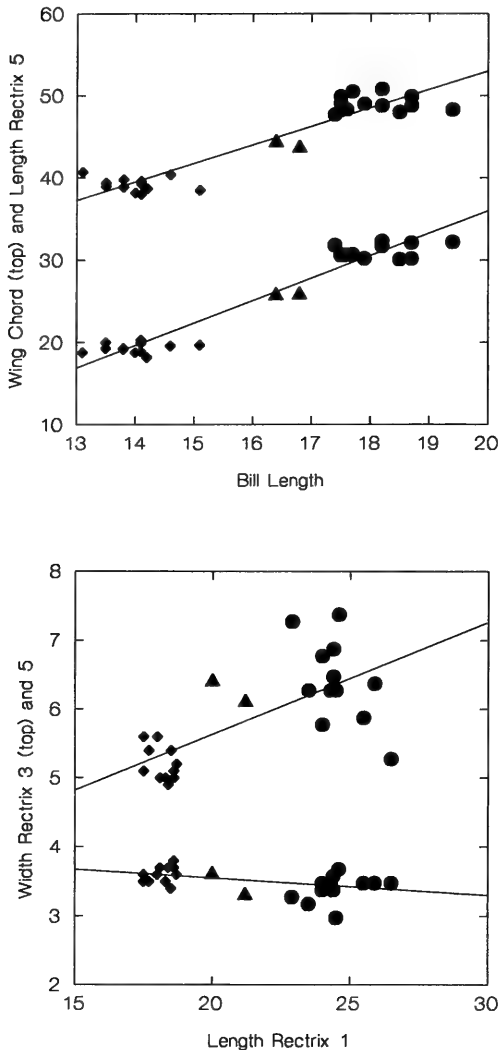 Wing Chord (top) and Length Rectrix 5
60
50
40
30
20
10
13 14 15 16 17 18 19 20
Bill Length
Width Rectrix 3 (top) and 5
8
7
6
5
4
3
2
15 20 25 30
Length Rectrix 1